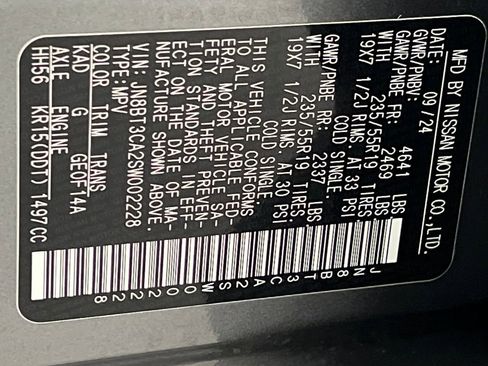 MFD BY NISSAN MOTOR CO.,LTD.
DATE: 09/24
GVWR/PNBV: 4641 LBS
GAWR/PNBE FR: 2469 LBS
WITH 235/55R19 TIRES
19X7 1/2J RIMS AT 33 PSI
COLD SINGLE.
GAWR/PNBE RR: 2337 LBS
WITH 235/55R19 TIRES
19X7 1/2J RIMS AT 30 PSI
COLD SINGLE.
THIS VEHICLE CONFORMS
TO ALL APPLICABLE FED-
ERAL MOTOR VEHICLE SA-
FETY AND THEFT PREVEN-
TION STANDARDS IN EFF-
ECT ON THE DATE OF MA-
NUFACTURE SHOWN ABOVE.
VIN: JN8BT3CA2SW002228
TYPE: MPV
COLOR TRIM TRANS
KAD G GE0F14A
AXLE ENGINE
HH56 KR15(DDT) 1497CC
JN8BT3CA2SW002228